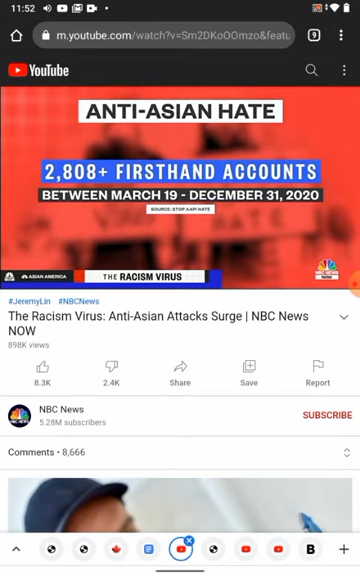 11:52
m.youtube.com/watch?v=Sm2DKoOOmzo&featu
9
YouTube
ANTI-ASIAN HATE
2,808+ FIRSTHAND ACCOUNTS
BETWEEN MARCH 19 - DECEMBER 31, 2020
SOURCE: STOP AAPI HATE
ASIAN AMERICA
THE RACISM VIRUS
NBC NEWS
NOW
#JeremyLin #NBCNews
The Racism Virus: Anti-Asian Attacks Surge | NBC News
NOW
898K views
8.3K
2.4K
Share
Save
Report
NBC News
5.28M subscribers
SUBSCRIBE
Comments • 8,666
B